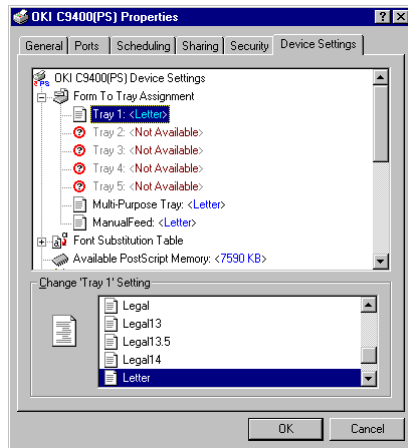 OKI C9400(PS) Properties
General Ports Scheduling Sharing Security Device Settings
OKI C9400(PS) Device Settings
Form To Tray Assignment
Tray 1: <Letter>
Tray 2: <Not Available>
Tray 3: <Not Available>
Tray 4: <Not Available>
Tray 5: <Not Available>
Multi-Purpose Tray: <Letter>
ManualFeed: <Letter>
Font Substitution Table
Available PostScript Memory: <7590 KB>
Change 'Tray 1' Setting
Legal
Legal13
Legal13.5
Legal14
Letter
OK Cancel